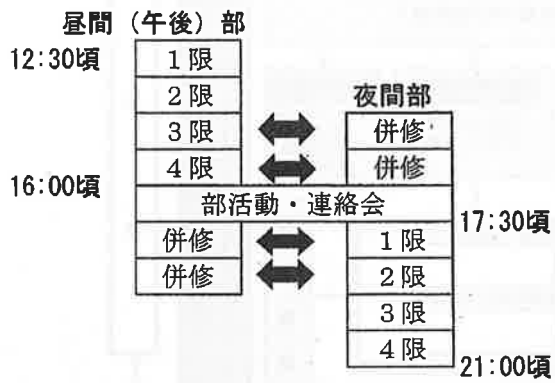 昼間（午後）部
12:30頃 1限
2限 夜間部
3限 併修
4限 併修
16:00頃
部活動・連絡会
17:30頃
併修 1限
併修 2限
3限
4限
21:00頃